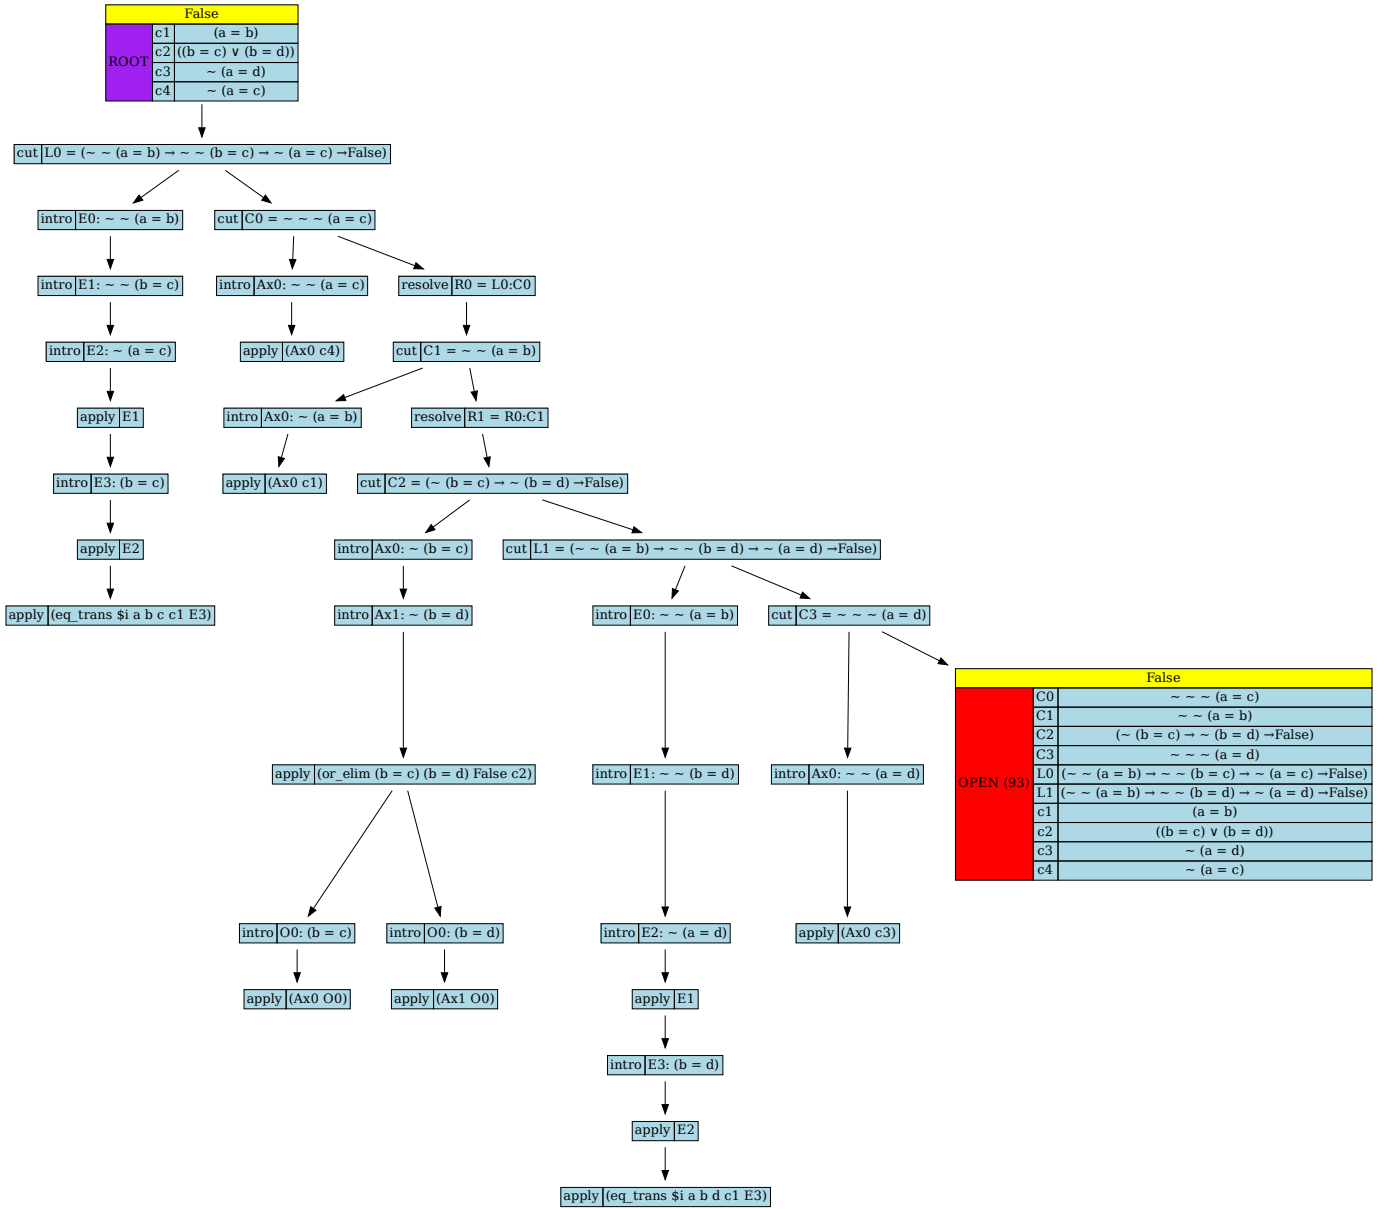 False
ROOT
c1 (a = b)
c2 ((b = c) ∨ (b = d))
c3 ~ (a = d)
c4 ~ (a = c)
cut L0 = (~ ~ (a = b) → ~ ~ (b = c) → ~ (a = c) →False)
intro E0: ~ ~ (a = b)
cut C0 = ~ ~ ~ (a = c)
intro E1: ~ ~ (b = c)
intro Ax0: ~ ~ (a = c)
resolve R0 = L0:C0
intro E2: ~ (a = c)
apply (Ax0 c4)
cut C1 = ~ ~ (a = b)
apply E1
intro Ax0: ~ (a = b)
resolve R1 = R0:C1
intro E3: (b = c)
apply (Ax0 c1)
cut C2 = (~ (b = c) → ~ (b = d) →False)
apply E2
intro Ax0: ~ (b = c)
cut L1 = (~ ~ (a = b) → ~ ~ (b = d) → ~ (a = d) →False)
apply (eq_trans $i a b c c1 E3)
intro Ax1: ~ (b = d)
intro E0: ~ ~ (a = b)
cut C3 = ~ ~ ~ (a = d)
apply (or_elim (b = c) (b = d) False c2)
intro E1: ~ ~ (b = d)
intro Ax0: ~ ~ (a = d)
False
OPEN (93)
C0 ~ ~ ~ (a = c)
C1 ~ ~ (a = b)
C2 (~ (b = c) → ~ (b = d) →False)
C3 ~ ~ ~ (a = d)
L0 (~ ~ (a = b) → ~ ~ (b = c) → ~ (a = c) →False)
L1 (~ ~ (a = b) → ~ ~ (b = d) → ~ (a = d) →False)
c1 (a = b)
c2 ((b = c) ∨ (b = d))
c3 ~ (a = d)
c4 ~ (a = c)
intro O0: (b = c)
intro O0: (b = d)
intro E2: ~ (a = d)
apply (Ax0 c3)
apply (Ax0 O0)
apply (Ax1 O0)
apply E1
intro E3: (b = d)
apply E2
apply (eq_trans $i a b d c1 E3)